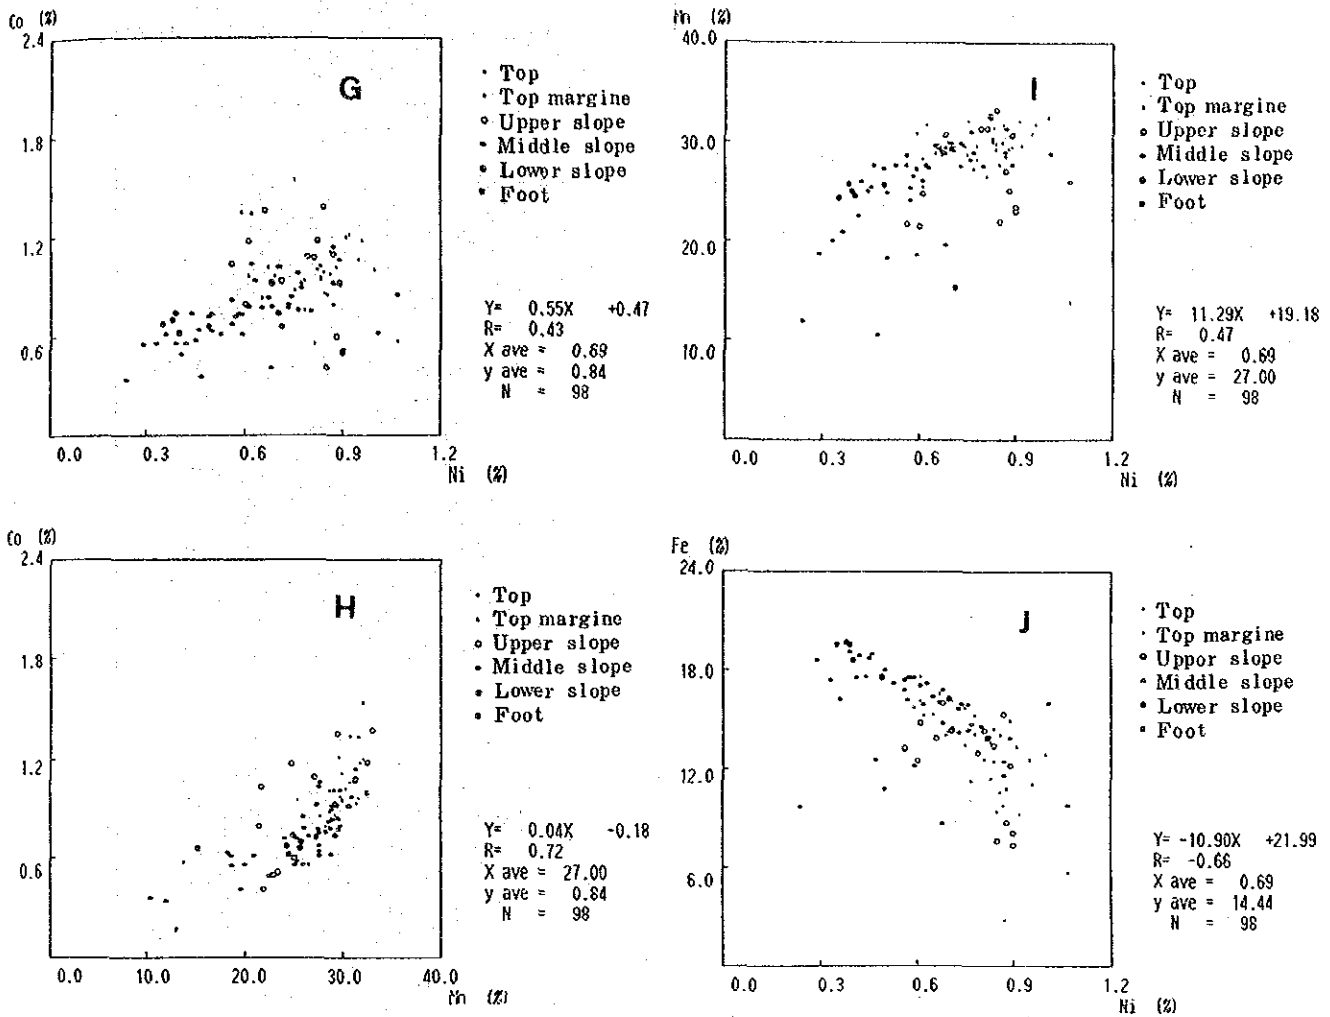 Co (%)
2.4
1.8
1.2
0.6
0.0 0.3 0.6 0.9 1.2
Ni (%)
G
Top
Top margine
Upper slope
Middle slope
Lower slope
Foot
Y= 0.55X +0.47
R= 0.43
X ave = 0.69
y ave = 0.84
N = 98
Mn (%)
40.0
30.0
20.0
10.0
0.0 0.3 0.6 0.9 1.2
Ni (%)
I
Top
Top margine
Upper slope
Middle slope
Lower slope
Foot
Y= 11.29X +19.18
R= 0.47
X ave = 0.69
y ave = 27.00
N = 98
Co (%)
2.4
1.8
1.2
0.6
0.0 10.0 20.0 30.0 40.0
Mn (%)
H
Top
Top margine
Upper slope
Middle slope
Lower slope
Foot
Y= 0.04X -0.18
R= 0.72
X ave = 27.00
y ave = 0.84
N = 98
Fe (%)
24.0
18.0
12.0
6.0
0.0 0.3 0.6 0.9 1.2
Ni (%)
J
Top
Top margine
Uppor slope
Middle slope
Lower slope
Foot
Y= -10.90X +21.99
R= -0.66
X ave = 0.69
y ave = 14.44
N = 98